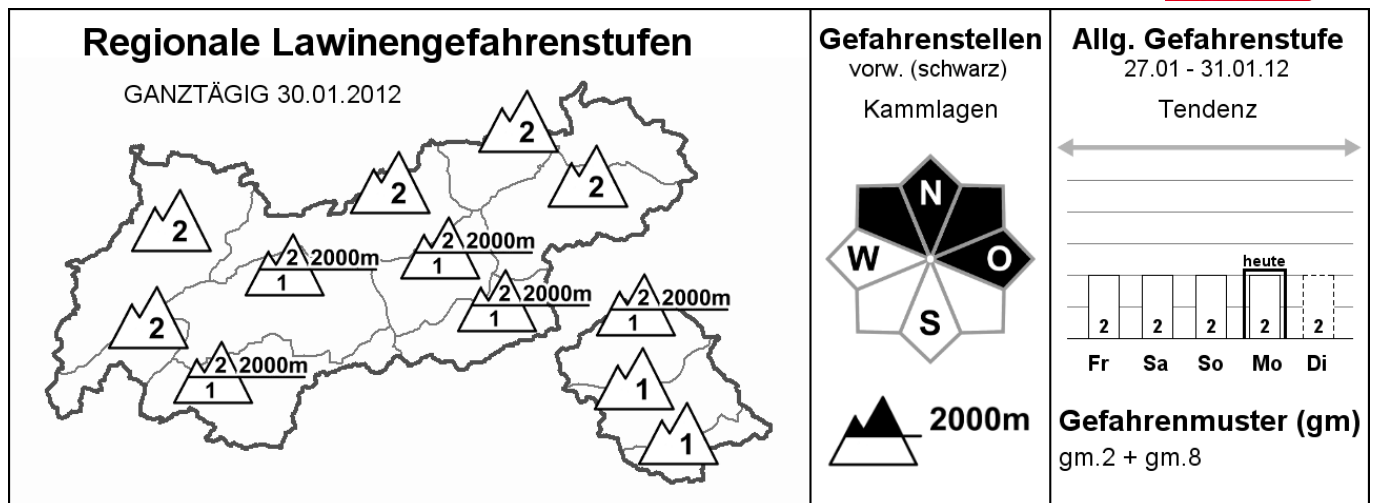 Regionale Lawinengefahrenstufen
GANZTÄGIG 30.01.2012
2
2
2
2
2 2000m
1
2 2000m
1
2 2000m
1
2 2000m
1
2
2 2000m
1
1
1
Gefahrenstellen
vorw. (schwarz)
Kammlagen
N
W
O
S
2000m
Allg. Gefahrenstufe
27.01 - 31.01.12
Tendenz
heute
2 2 2 2 2
Fr Sa So Mo Di
Gefahrenmuster (gm)
gm.2 + gm.8